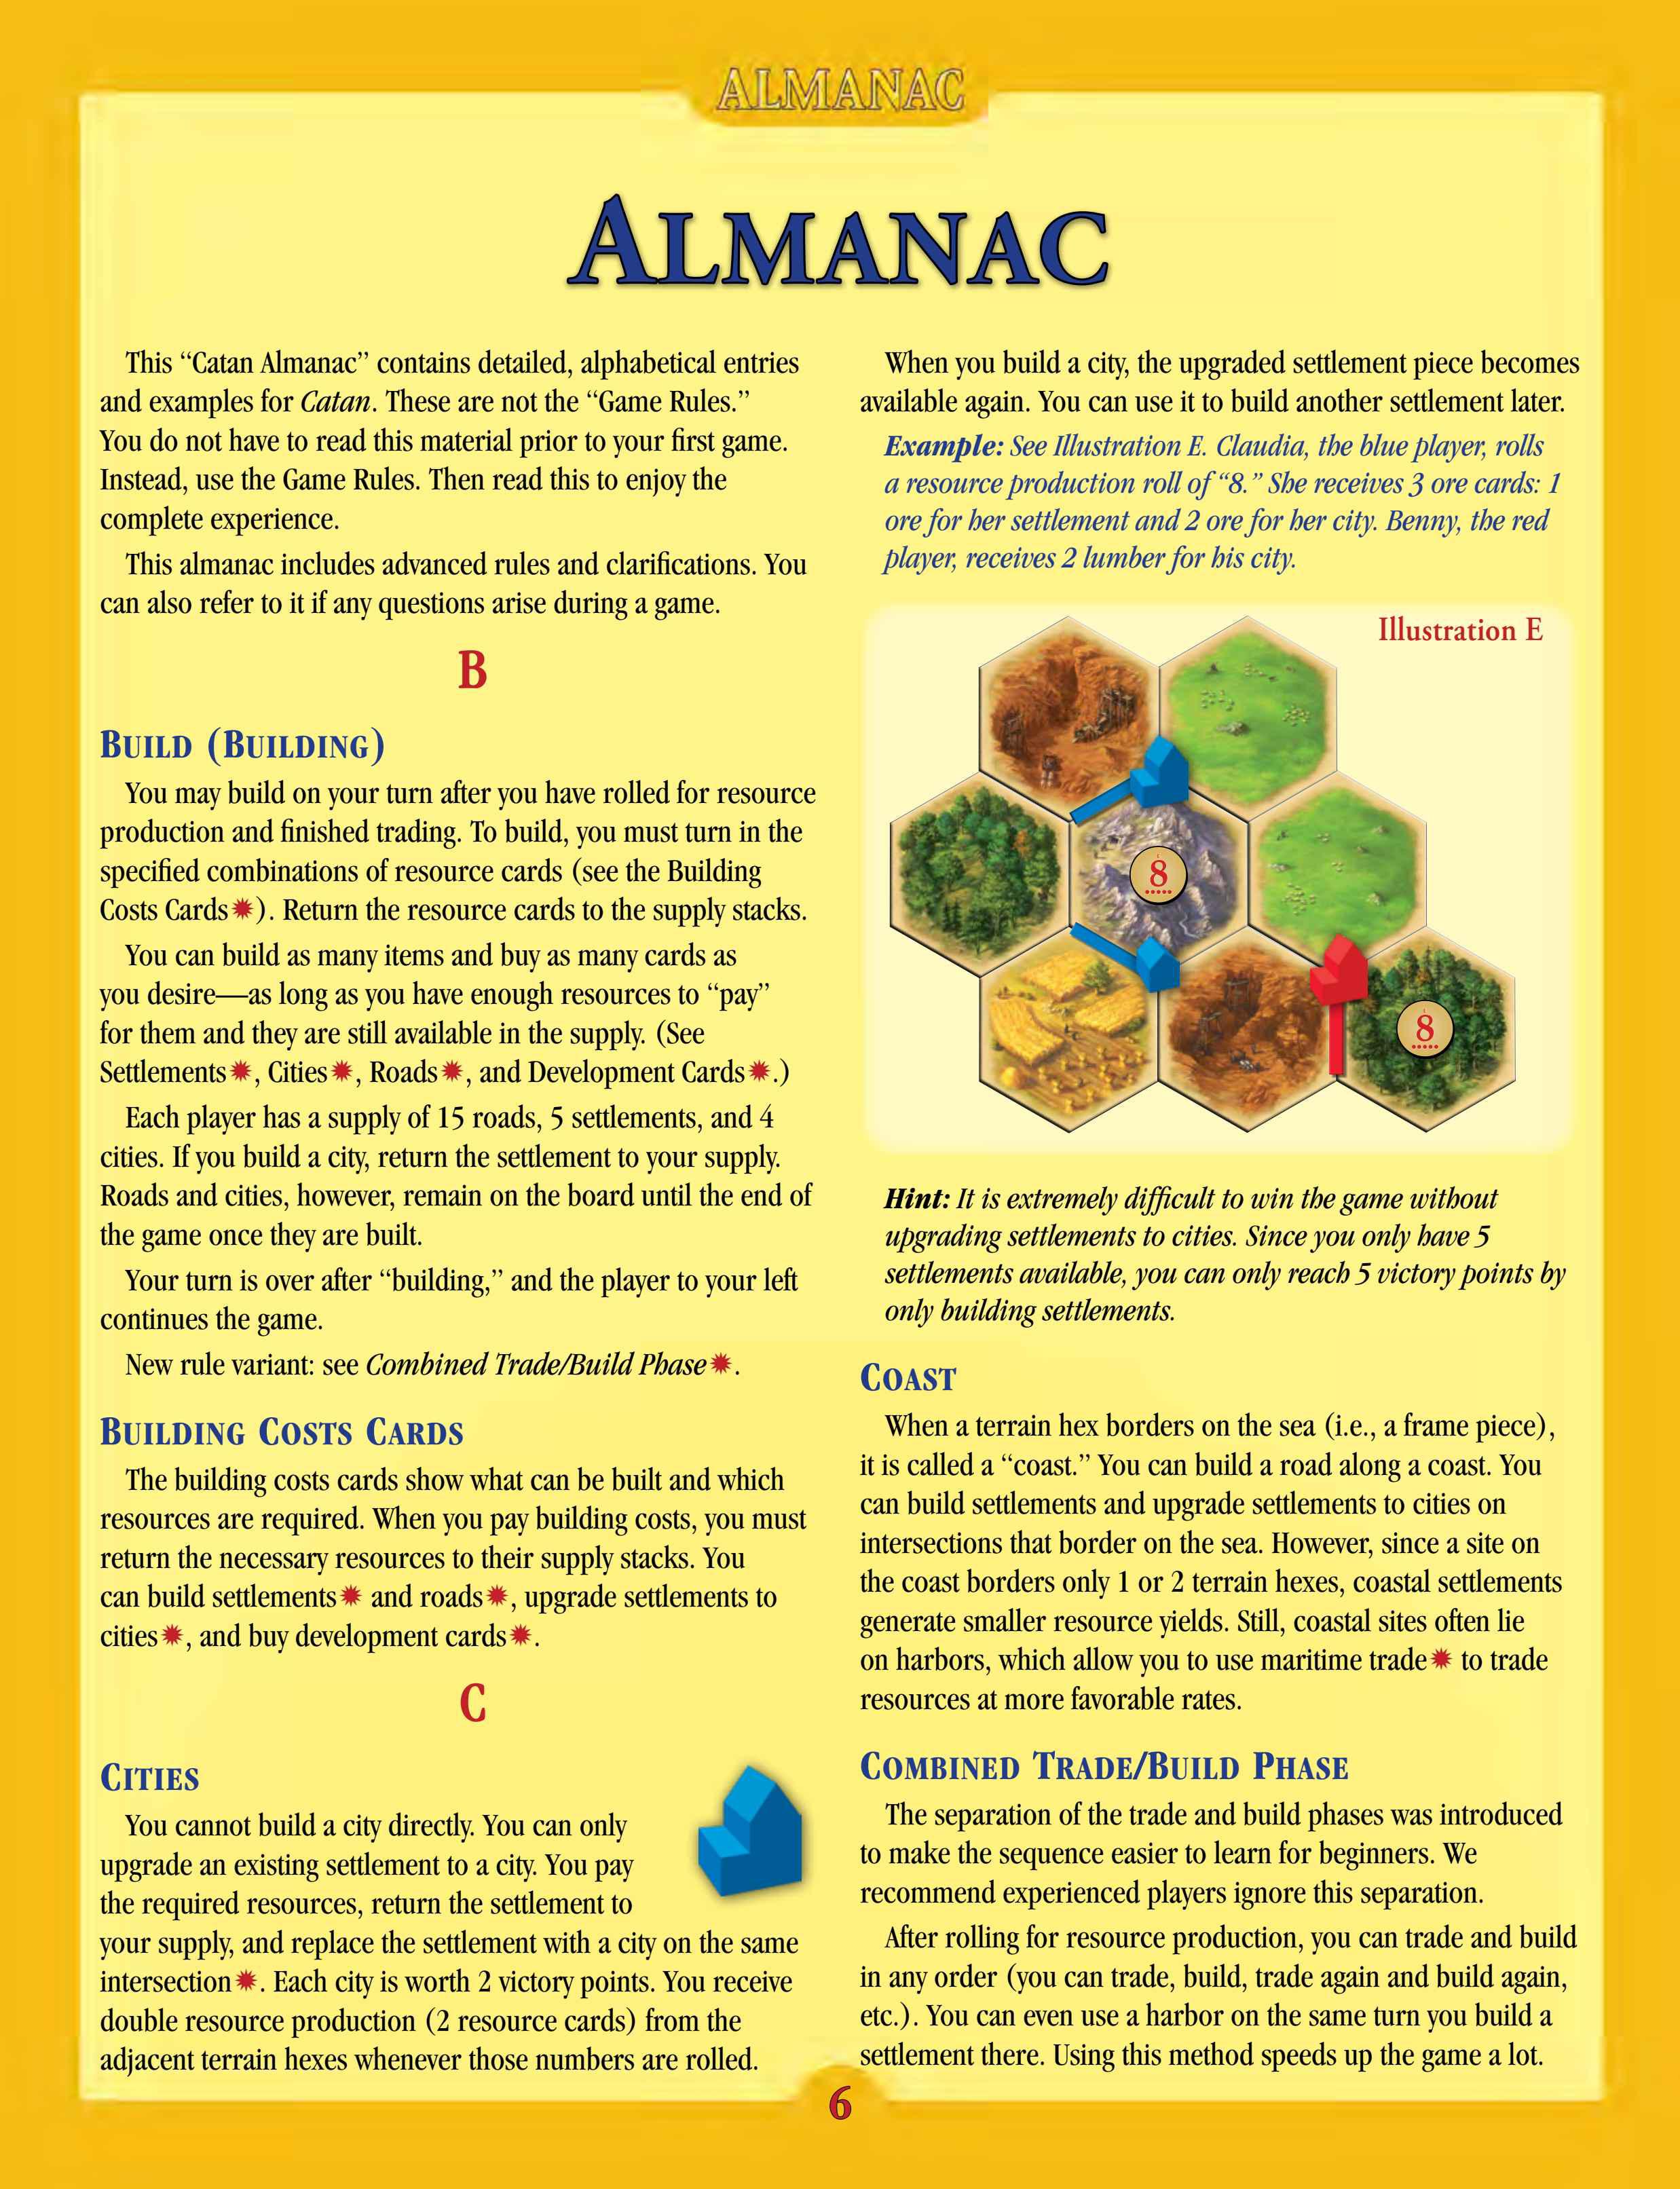 ALMANAC
ALMANAC
This “Catan Almanac” contains detailed, alphabetical entries
and examples for Catan. These are not the “Game Rules.”
You do not have to read this material prior to your first game.
Instead, use the Game Rules. Then read this to enjoy the
complete experience.
This almanac includes advanced rules and clarifications. You
can also refer to it if any questions arise during a game.
B
BUILD (BUILDING)
You may build on your turn after you have rolled for resource
production and finished trading. To build, you must turn in the
specified combinations of resource cards (see the Building
Costs Cards✹). Return the resource cards to the supply stacks.
You can build as many items and buy as many cards as
you desire—as long as you have enough resources to “pay”
for them and they are still available in the supply. (See
Settlements✹, Cities✹, Roads✹, and Development Cards✹.)
Each player has a supply of 15 roads, 5 settlements, and 4
cities. If you build a city, return the settlement to your supply.
Roads and cities, however, remain on the board until the end of
the game once they are built.
Your turn is over after “building,” and the player to your left
continues the game.
New rule variant: see Combined Trade/Build Phase✹.
BUILDING COSTS CARDS
The building costs cards show what can be built and which
resources are required. When you pay building costs, you must
return the necessary resources to their supply stacks. You
can build settlements✹ and roads✹, upgrade settlements to
cities✹, and buy development cards✹.
C
CITIES
You cannot build a city directly. You can only
upgrade an existing settlement to a city. You pay
the required resources, return the settlement to
your supply, and replace the settlement with a city on the same
intersection✹. Each city is worth 2 victory points. You receive
double resource production (2 resource cards) from the
adjacent terrain hexes whenever those numbers are rolled.
When you build a city, the upgraded settlement piece becomes
available again. You can use it to build another settlement later.
Example: See Illustration E. Claudia, the blue player, rolls
a resource production roll of “8.” She receives 3 ore cards: 1
ore for her settlement and 2 ore for her city. Benny, the red
player, receives 2 lumber for his city.
Illustration E
8
8
Hint: It is extremely difficult to win the game without
upgrading settlements to cities. Since you only have 5
settlements available, you can only reach 5 victory points by
only building settlements.
COAST
When a terrain hex borders on the sea (i.e., a frame piece),
it is called a “coast.” You can build a road along a coast. You
can build settlements and upgrade settlements to cities on
intersections that border on the sea. However, since a site on
the coast borders only 1 or 2 terrain hexes, coastal settlements
generate smaller resource yields. Still, coastal sites often lie
on harbors, which allow you to use maritime trade✹ to trade
resources at more favorable rates.
COMBINED TRADE/BUILD PHASE
The separation of the trade and build phases was introduced
to make the sequence easier to learn for beginners. We
recommend experienced players ignore this separation.
After rolling for resource production, you can trade and build
in any order (you can trade, build, trade again and build again,
etc.). You can even use a harbor on the same turn you build a
settlement there. Using this method speeds up the game a lot.
6